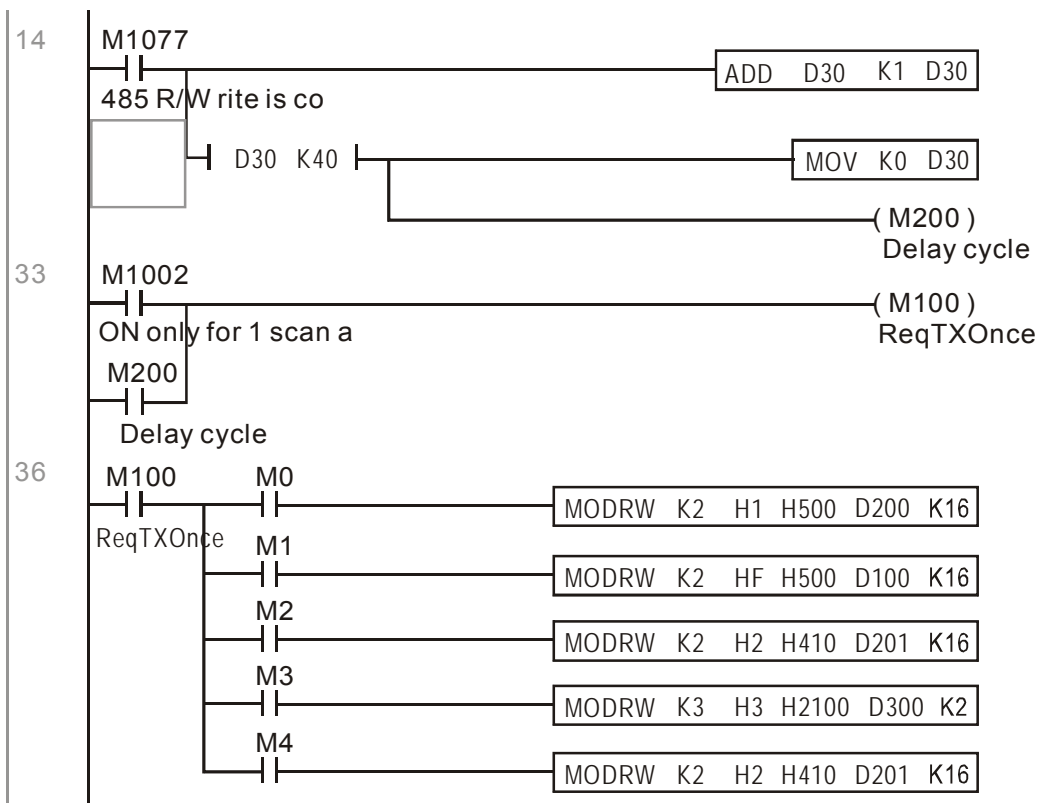 14
M1077
ADD D30 K1 D30
485 R/W rite is co
D30 K40
MOV K0 D30
( M200 )
Delay cycle
33
M1002
( M100 )
ON only for 1 scan a
ReqTXOnce
M200
Delay cycle
36
M100 M0
MODRW K2 H1 H500 D200 K16
ReqTXOnce
M1
MODRW K2 HF H500 D100 K16
M2
MODRW K2 H2 H410 D201 K16
M3
MODRW K3 H3 H2100 D300 K2
M4
MODRW K2 H2 H410 D201 K16